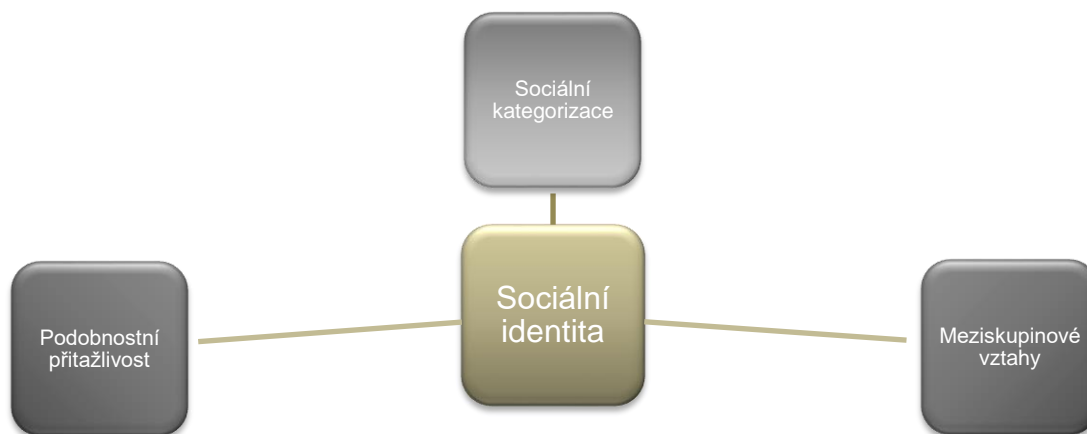 Sociální
kategorizace
Sociální
identita
Podobnostní
přitažlivost
Meziskupinové
vztahy